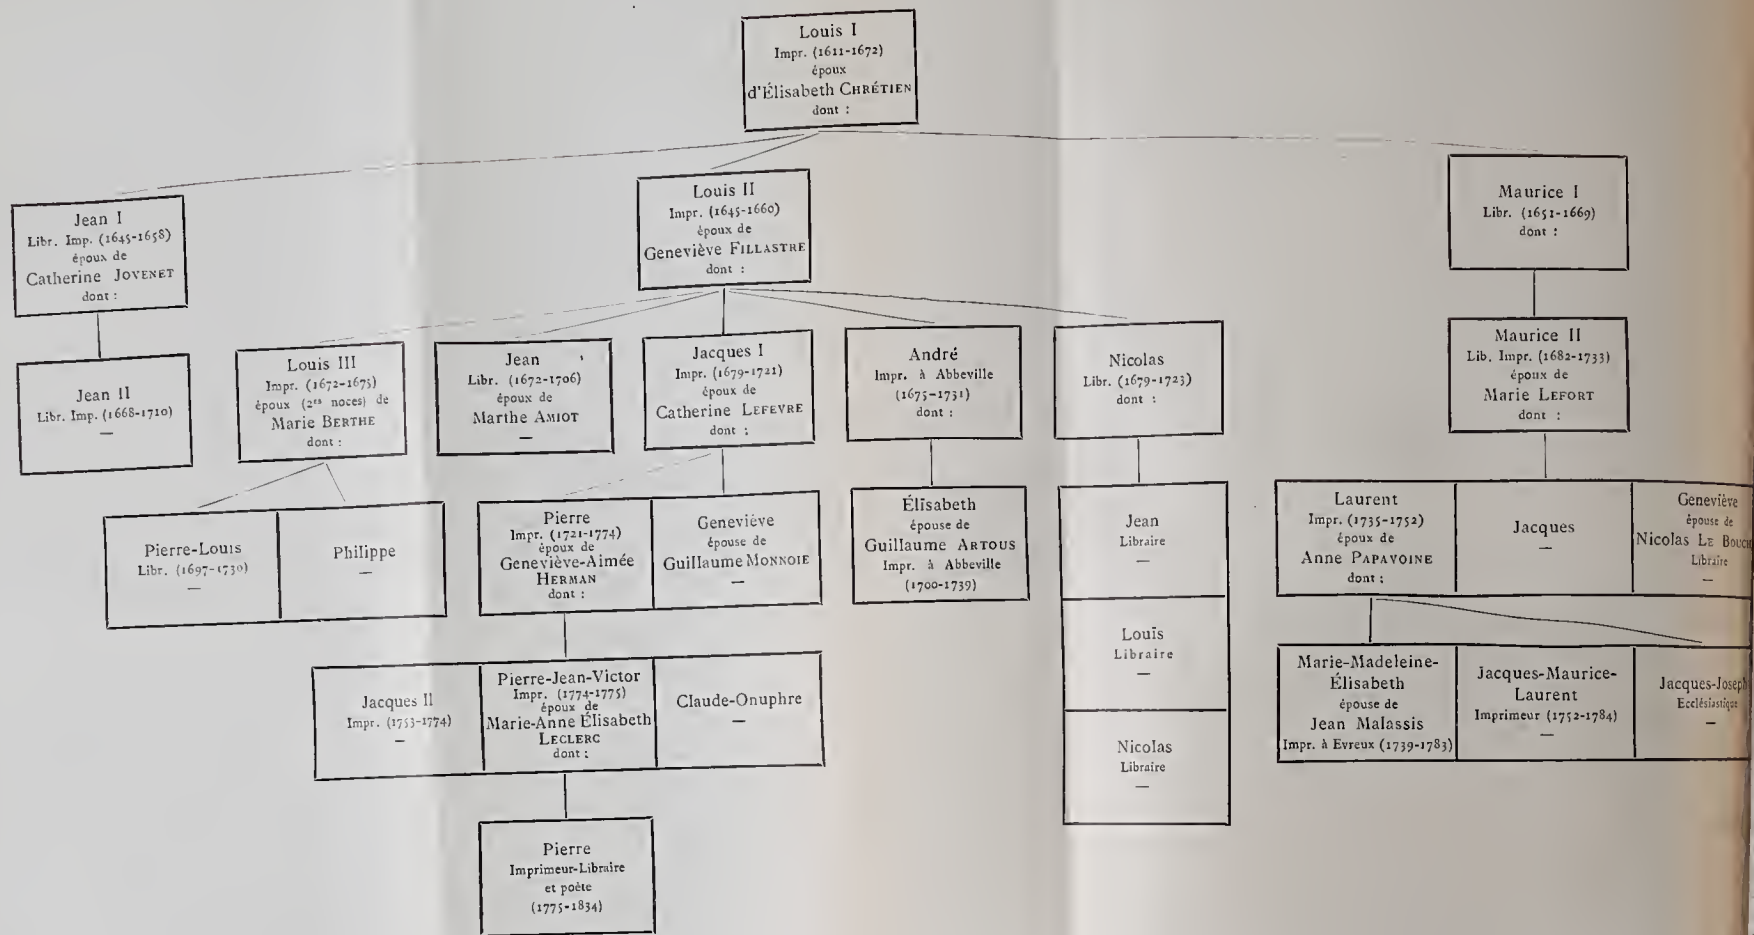 Louis I
Impr. (1611-1672)
époux
d'Élisabeth CHRÉTIEN
dont :
Jean I
Libr. Imp. (1645-1658)
époux de
Catherine JOVENET
dont :
Louis II
Impr. (1645-1660)
époux de
Geneviève FILLASTRE
dont :
Maurice I
Libr. (1651-1669)
dont :
Jean II
Libr. Imp. (1668-1710)
—
Louis III
Impr. (1672-1675)
époux (2es noces) de
Marie BERTHE
dont :
Jean
Libr. (1672-1706)
époux de
Marthe AMIOT
—
Jacques I
Impr. (1679-1721)
époux de
Catherine LEFEVRE
dont :
André
Impr. à Abbeville
(1675-1731)
dont :
Nicolas
Libr. (1679-1723)
dont :
Maurice II
Lib. Impr. (1682-1733)
époux de
Marie LEFORT
dont :
Pierre-Louis
Libr. (1697-1730)
—
Philippe
—
Pierre
Impr. (1721-1774)
époux de
Geneviève-Aimée
HERMAN
dont :
Geneviève
épouse de
Guillaume MONNOIE
—
Élisabeth
épouse de
Guillaume ARTOUS
Impr. à Abbeville
(1700-1739)
Jean
Libraire
Louis
Libraire
—
Nicolas
Libraire
—
Laurent
Impr. (1735-1752)
époux de
Anne PAPAVOINE
dont :
Jacques
—
Geneviève
épouse de
Nicolas LE
Libraire
—
Jacques II
Impr. (1753-1774)
—
Pierre-Jean-Victor
Impr. (1774-1775)
époux de
Marie-Anne Élisabeth
LECLERC
dont :
Claude-Onuphre
—
Marie-Madeleine-
Élisabeth
épouse de
Jean Malassis
Impr. à Evreux (1739-1783)
Jacques-Maurice-
Laurent
Imprimeur (1752-1784)
—
Jacques-Joseph
Ecclésiastique
—
Pierre
Imprimeur-Libraire
et poète
(1775-1834)